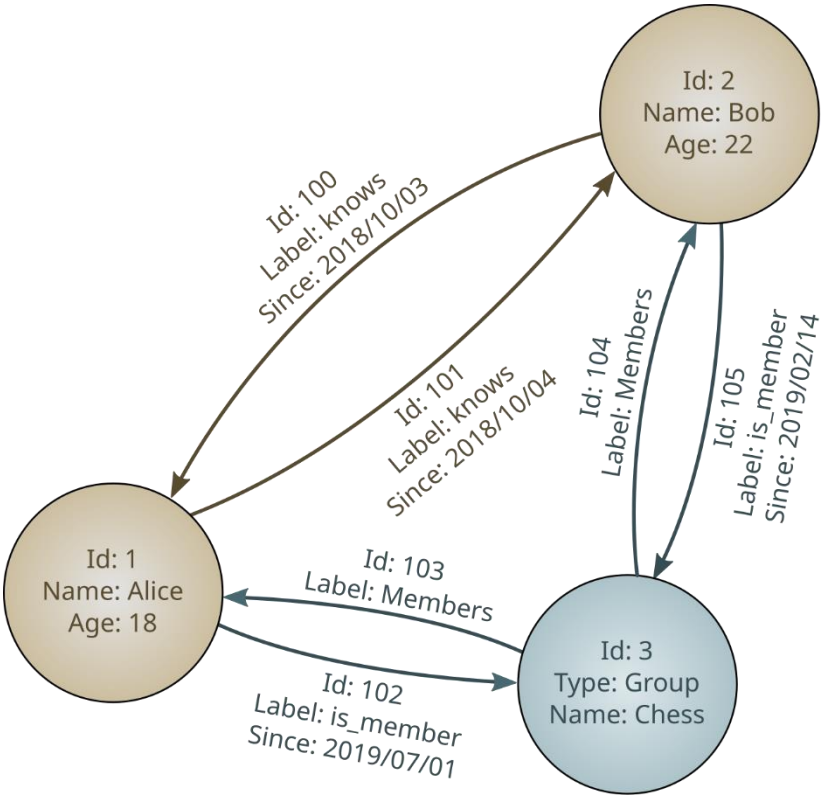 Id: 2
Name: Bob
Age: 22
Id: 100
Label: knows
Since: 2018/10/03
Id: 101
Label: knows
Since: 2018/10/04
Id: 104
Label: Members
Id: 105
Label: is_member
Since: 2019/02/14
Id: 1
Name: Alice
Age: 18
Id: 103
Label: Members
Id: 102
Label: is_member
Since: 2019/07/01
Id: 3
Type: Group
Name: Chess